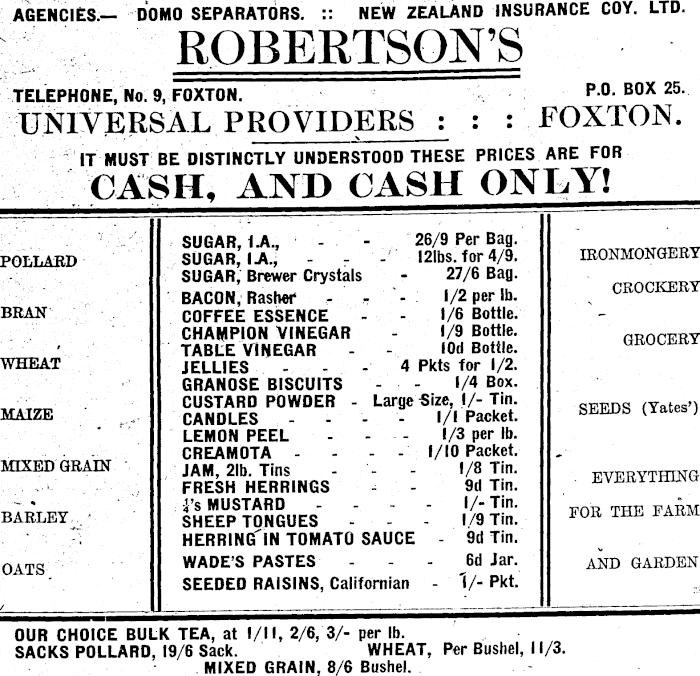 AGENCIES.— DOMO SEPARATORS. :: NEW ZEALAND INSURANCE COY. LTD.
ROBERTSON'S
TELEPHONE, No. 9, FOXTON. P.O. BOX 25.
UNIVERSAL PROVIDERS : : : FOXTON.
IT MUST BE DISTINCTLY UNDERSTOOD THESE PRICES ARE FOR
CASH, AND CASH ONLY!
POLLARD
BRAN
WHEAT
MAIZE
MIXED GRAIN
BARLEY
OATS
SUGAR, 1.A., - - 26/9 Per Bag.
SUGAR, 1.A., - - - 12lbs. for 4/9.
SUGAR, Brewer Crystals - 27/6 Bag.
BACON, Rasher - - - 1/2 per lb.
COFFEE ESSENCE - - 1/6 Bottle.
CHAMPION VINEGAR - 1/9 Bottle.
TABLE VINEGAR - - 10d Bottle.
JELLIES - - - 4 Pkts for 1/2.
GRANOSE BISCUITS - - 1/4 Box.
CUSTARD POWDER - Large Size, 1/- Tin.
CANDLES - - - - 1/1 Packet.
LEMON PEEL - - - 1/3 per lb.
CREAMOTA - - - 1/10 Packet.
JAM, 2lb. Tins - - - 1/8 Tin.
FRESH HERRINGS - - 9d Tin.
¼'s MUSTARD - - - - 1/- Tin.
SHEEP TONGUES - - - 1/9 Tin.
HERRING IN TOMATO SAUCE - 9d Tin.
WADE'S PASTES - - - 6d Jar.
SEEDED RAISINS, Californian - 1/- Pkt.
IRONMONGERY
CROCKERY
GROCERY
SEEDS (Yates')
EVERYTHING
FOR THE FARM
AND GARDEN
OUR CHOICE BULK TEA, at 1/11, 2/6, 3/- per lb.
SACKS POLLARD, 19/6 Sack. WHEAT, Per Bushel, 11/3.
MIXED GRAIN, 8/6 Bushel.